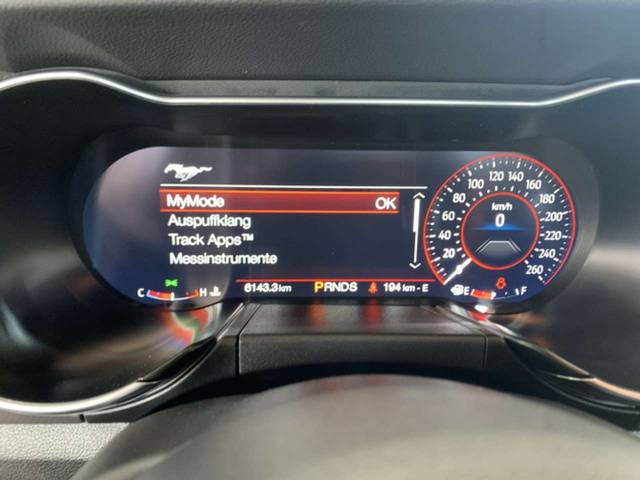 MyMode OK
Auspuffklang
Track Apps™
Messinstrumente
20 40 60 80 100 120 140 160 180 200 220 240 260
km/h
0
C H
6143.3 km PRNDS 194 km - E
E F